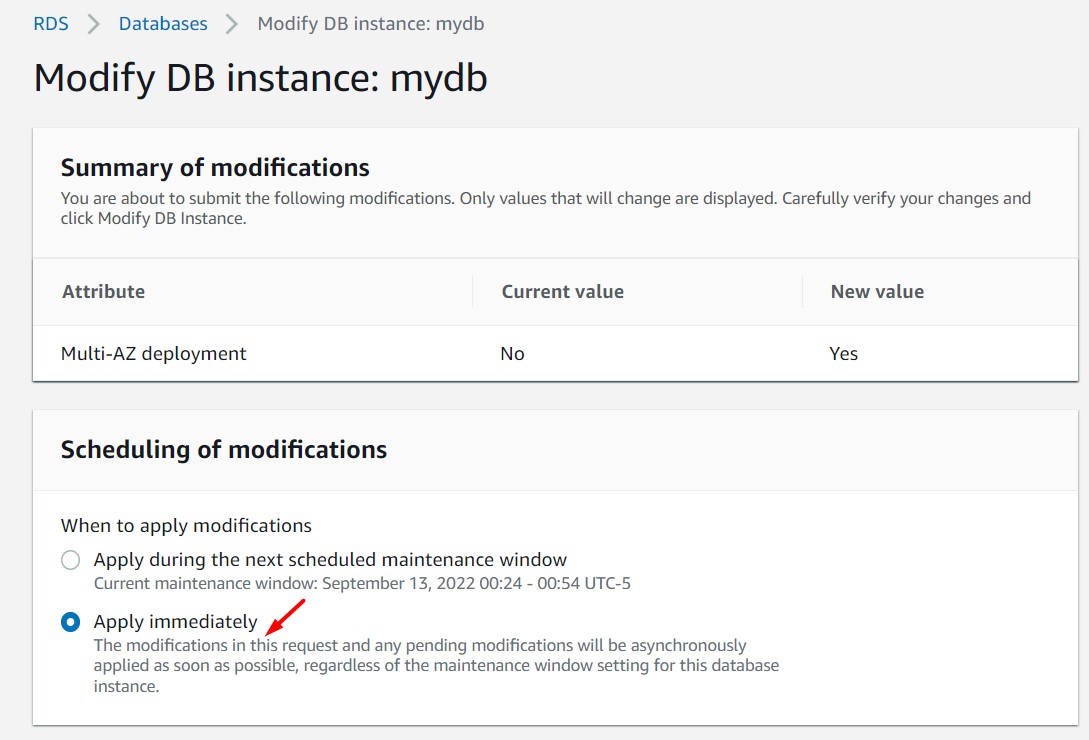 RDS > Databases > Modify DB instance: mydb
Modify DB instance: mydb
Summary of modifications
You are about to submit the following modifications. Only values that will change are displayed. Carefully verify your changes and
click Modify DB Instance.
Attribute Current value New value
Multi-AZ deployment No Yes
Scheduling of modifications
When to apply modifications
Apply during the next scheduled maintenance window
Current maintenance window: September 13, 2022 00:24 - 00:54 UTC-5
Apply immediately
The modifications in this request and any pending modifications will be asynchronously
applied as soon as possible, regardless of the maintenance window setting for this database
instance.